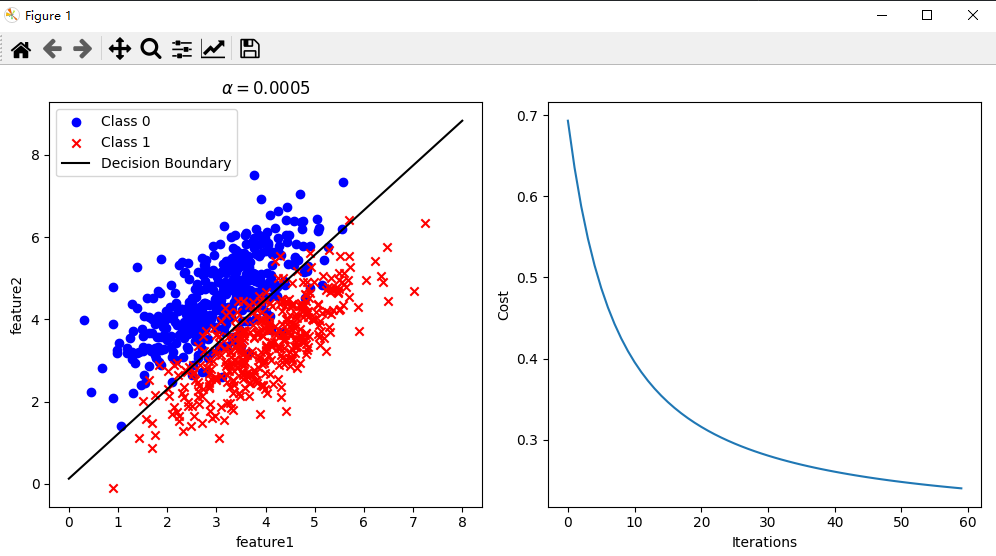 Figure 1
α = 0.0005
Class 0
Class 1
Decision Boundary
feature2
8
6
4
2
0
0 1 2 3 4 5 6 7 8
feature1
Cost
0.7
0.6
0.5
0.4
0.3
0 10 20 30 40 50 60
Iterations